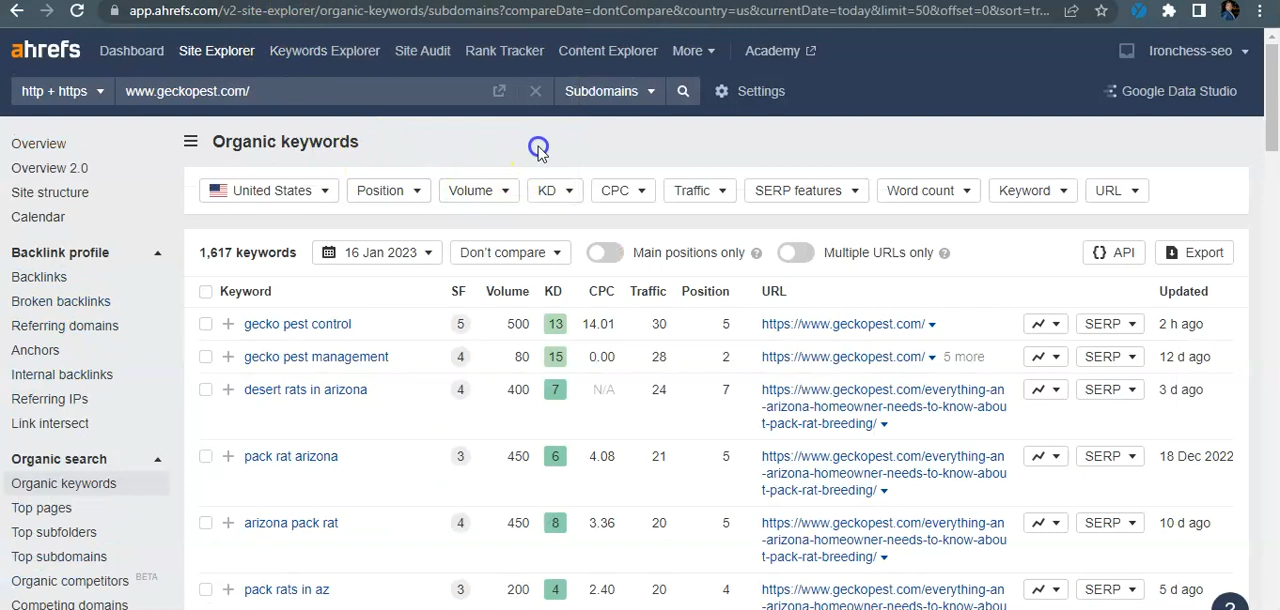 app.ahrefs.com/v2-site-explorer/organic-keywords/subdomains?compareDate=dontCompare&country=us&currentDate=today&limit=50&offset=0&sort=tr...
ahrefs Dashboard Site Explorer Keywords Explorer Site Audit Rank Tracker Content Explorer More Academy Ironchess-seo
http + https www.geckopest.com/ Subdomains Settings Google Data Studio
Overview
Overview 2.0
Site structure
Calendar
Backlink profile
Backlinks
Broken backlinks
Referring domains
Anchors
Internal backlinks
Referring IPs
Link intersect
Organic search
Organic keywords
Top pages
Top subfolders
Top subdomains
Organic competitors BETA
Competing domains
Organic keywords
United States Position Volume KD CPC Traffic SERP features Word count Keyword URL
1,617 keywords 16 Jan 2023 Don't compare Main positions only ? Multiple URLs only ? {} API Export
Keyword SF Volume KD CPC Traffic Position URL Updated
gecko pest control 5 500 13 14.01 30 5 https://www.geckopest.com/ SERP 2 h ago
gecko pest management 4 80 15 0.00 28 2 https://www.geckopest.com/ 5 more SERP 12 d ago
desert rats in arizona 4 400 7 N/A 24 7 https://www.geckopest.com/everything-an SERP 3 d ago
-arizona-homeowner-needs-to-know-abou
t-pack-rat-breeding/
pack rat arizona 3 450 6 4.08 21 5 https://www.geckopest.com/everything-an SERP 18 Dec 2022
-arizona-homeowner-needs-to-know-abou
t-pack-rat-breeding/
arizona pack rat 4 450 8 3.36 20 5 https://www.geckopest.com/everything-an SERP 10 d ago
-arizona-homeowner-needs-to-know-abou
t-pack-rat-breeding/
pack rats in az 3 200 4 2.40 20 4 https://www.geckopest.com/everything-an SERP 5 d ago
-arizona-homeowner-needs-to-know-abou
?